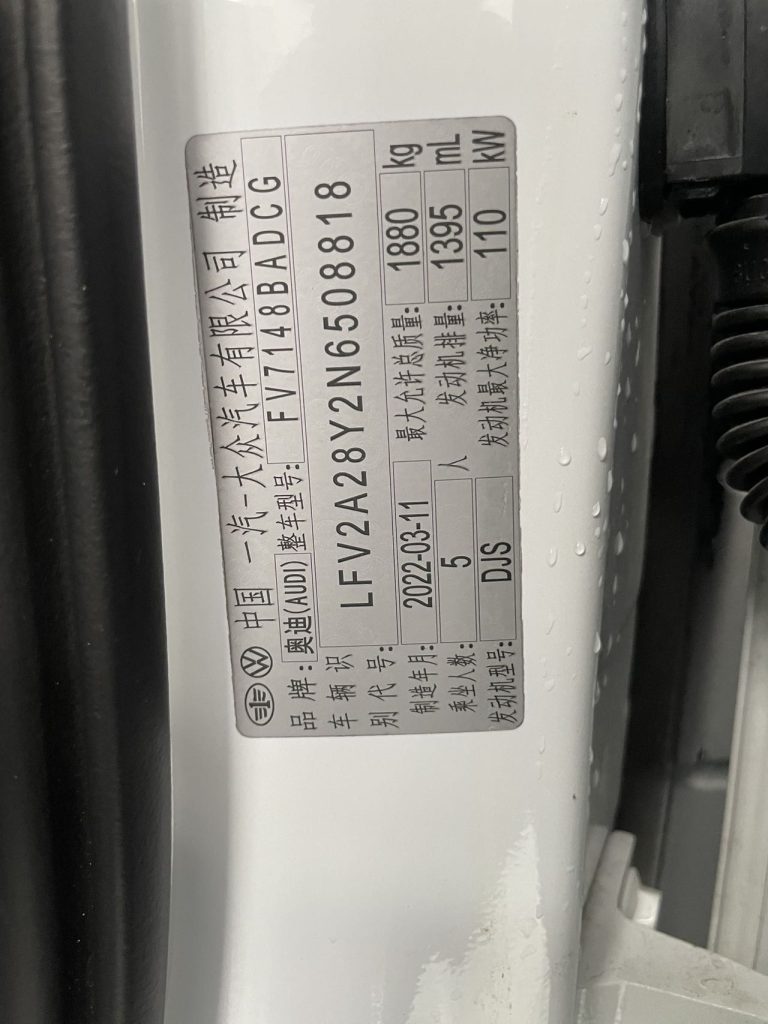 中国 一汽-大众汽车有限公司 制造
品牌: 奥迪(AUDI) 整车型号: FV7148BADCG
车辆识别代号: LFV2A28Y2N6508818
制造年月: 2022-03-11 最大允许总质量: 1880 kg
乘坐人数: 5 人 发动机排量: 1395 mL
发动机型号: DJS 发动机最大净功率: 110 kW